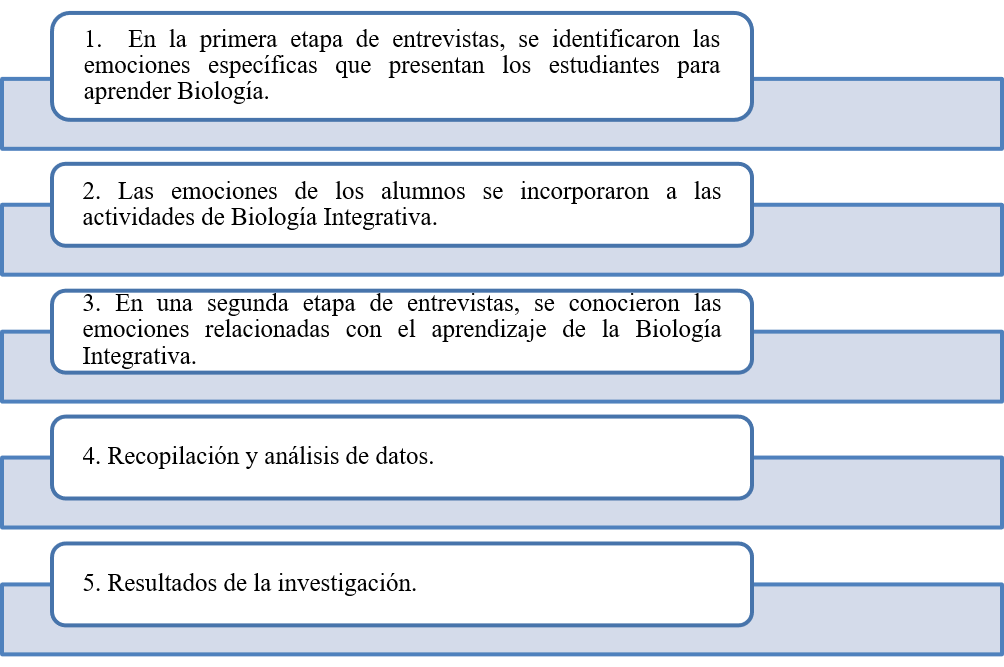 1. En la primera etapa de entrevistas, se identificaron las
emociones específicas que presentan los estudiantes para
aprender Biología.
2. Las emociones de los alumnos se incorporaron a las
actividades de Biología Integrativa.
3. En una segunda etapa de entrevistas, se conocieron las
emociones relacionadas con el aprendizaje de la Biología
Integrativa.
4. Recopilación y análisis de datos.
5. Resultados de la investigación.